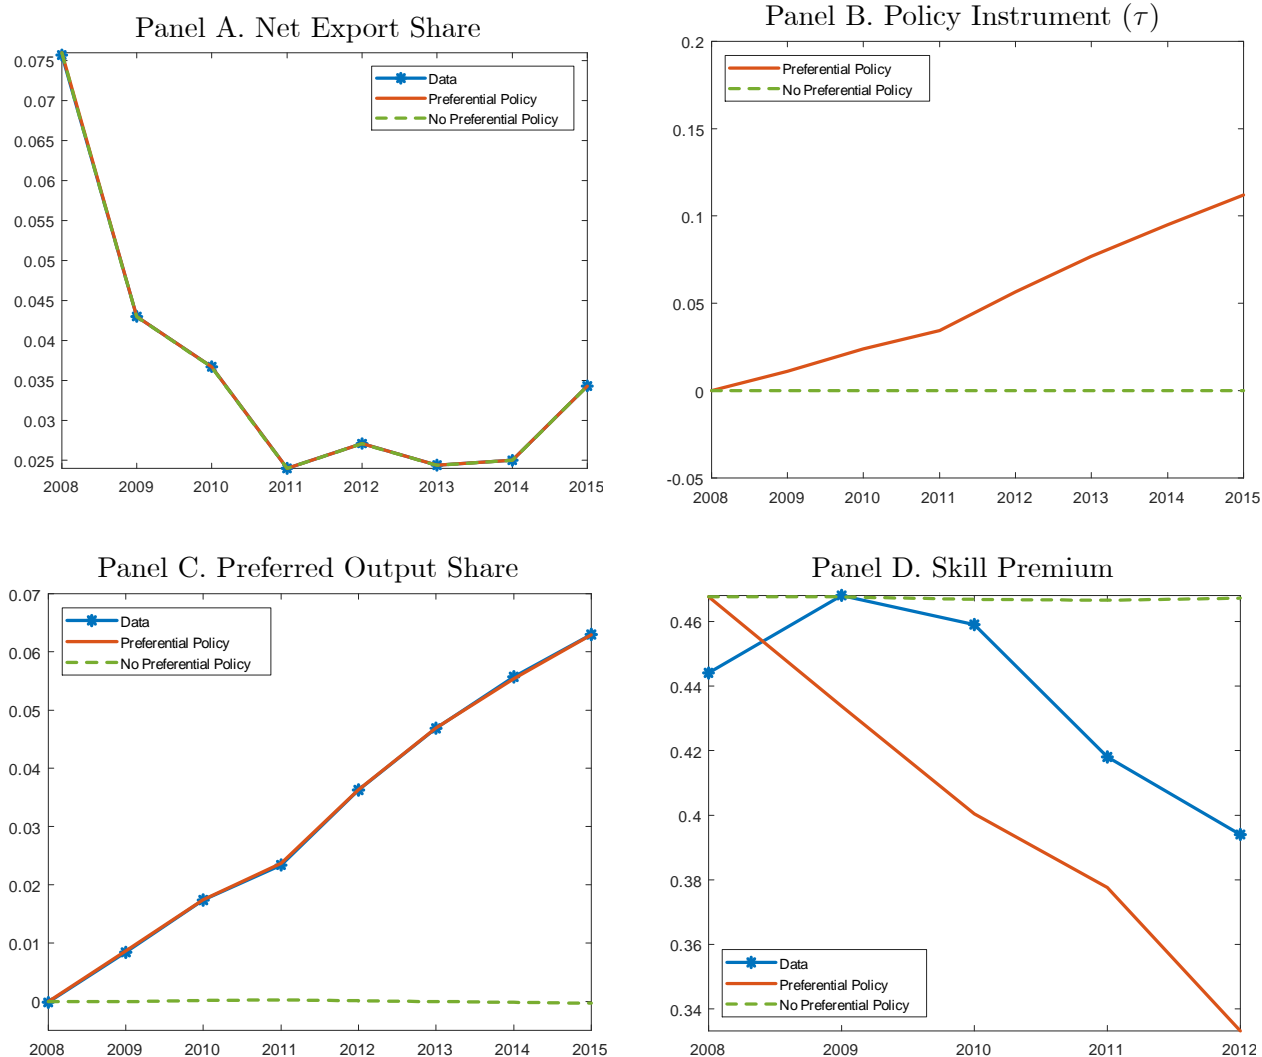 Panel A. Net Export Share
0.075
0.07
0.065
0.06
0.055
0.05
0.045
0.04
0.035
0.03
0.025
2008 2009 2010 2011 2012 2013 2014 2015
Data
Preferential Policy
No Preferential Policy
Panel B. Policy Instrument (τ)
0.2
0.15
0.1
0.05
0
-0.05
2008 2009 2010 2011 2012 2013 2014 2015
Preferential Policy
No Preferential Policy
Panel C. Preferred Output Share
0.07
0.06
0.05
0.04
0.03
0.02
0.01
0
2008 2009 2010 2011 2012 2013 2014 2015
Data
Preferential Policy
No Preferential Policy
Panel D. Skill Premium
0.46
0.44
0.42
0.4
0.38
0.36
0.34
2008 2009 2010 2011 2012
Data
Preferential Policy
No Preferential Policy